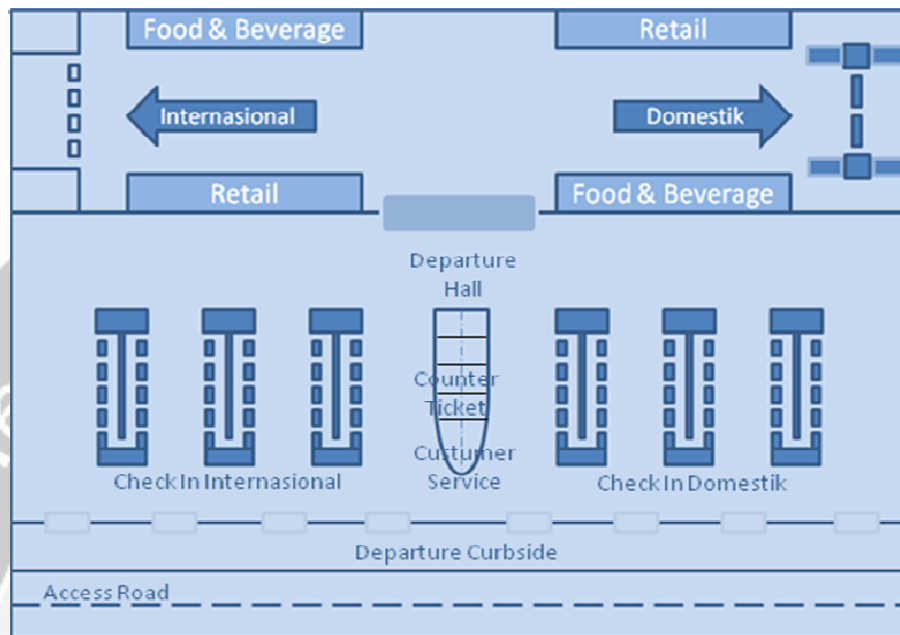 Food & Beverage
Retail
Internasional
Domestik
Retail
Food & Beverage
Departure
Hall
Counter
Ticket
Custumer
Service
Check In Internasional
Check In Domestik
Departure Curbside
Access Road